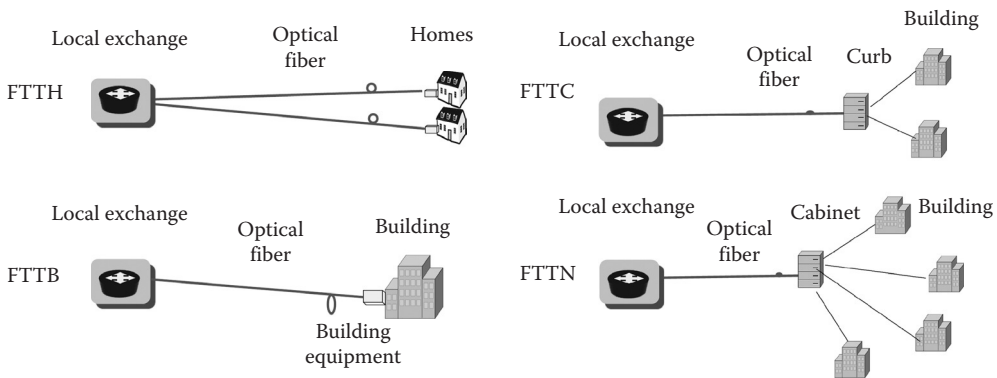 Local exchange
Optical
fiber
Homes
FTTH
Local exchange
Optical
fiber
Curb
Building
FTTC
Local exchange
Optical
fiber
Building
FTTB
Building
equipment
Local exchange
Optical
fiber
Cabinet
Building
FTTN